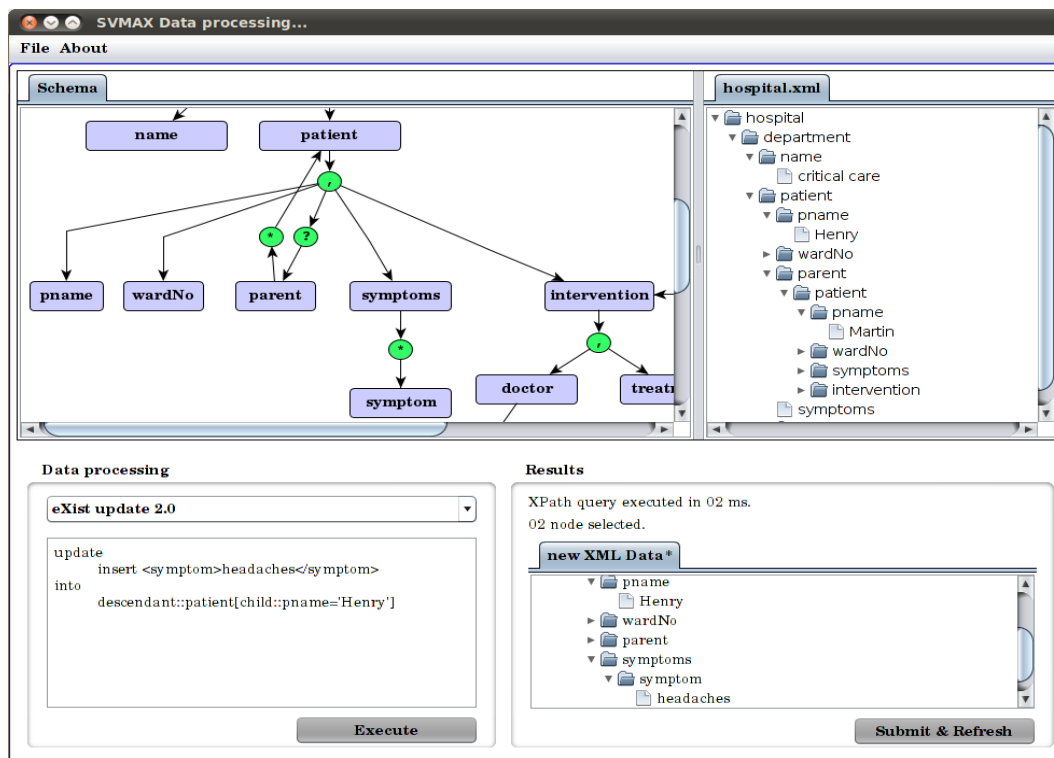 SVMAX Data processing...
File About
Schema
name
patient
,
*
?
pname
wardNo
parent
symptoms
intervention
*
,
symptom
doctor
treatr
hospital.xml
hospital
department
name
critical care
patient
pname
Henry
wardNo
parent
patient
pname
Martin
wardNo
symptoms
intervention
symptoms
Data processing
eXist update 2.0
update
insert <symptom>headaches</symptom>
into
descendant::patient[child::pname='Henry']
Execute
Results
XPath query executed in 02 ms.
02 node selected.
new XML Data*
pname
Henry
wardNo
parent
symptoms
symptom
headaches
Submit & Refresh